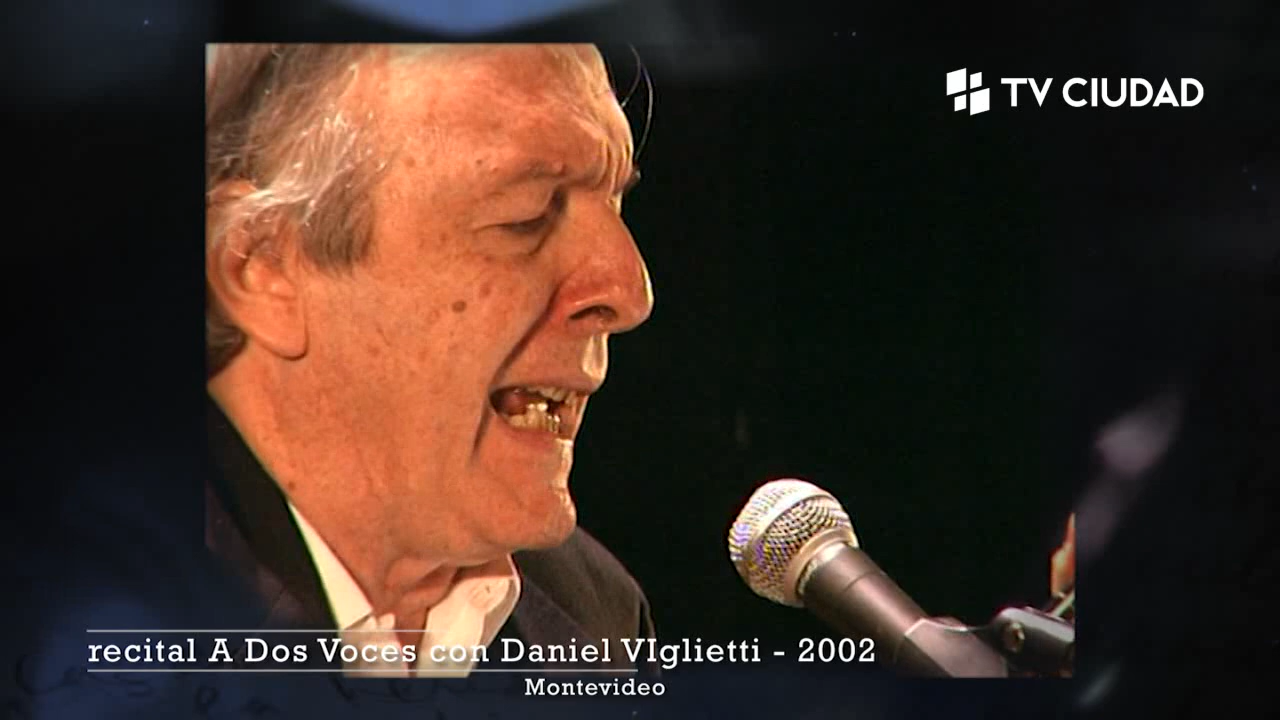 TV CIUDAD
recital A Dos Voces con Daniel VIglietti - 2002
Montevideo